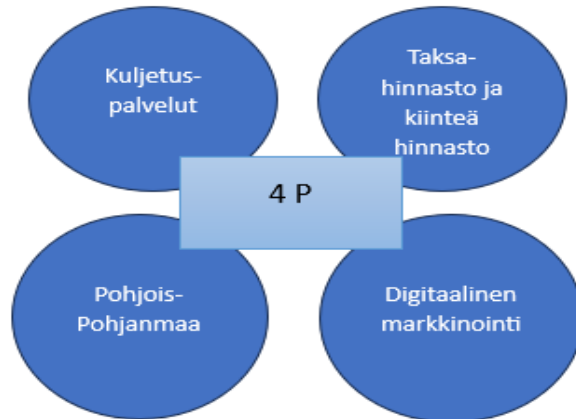 Kuljetus-
palvelut
Taksa-
hinnasto ja
kiinteä
hinnasto
4 P
Pohjois-
Pohjanmaa
Digitaalinen
markkinointi